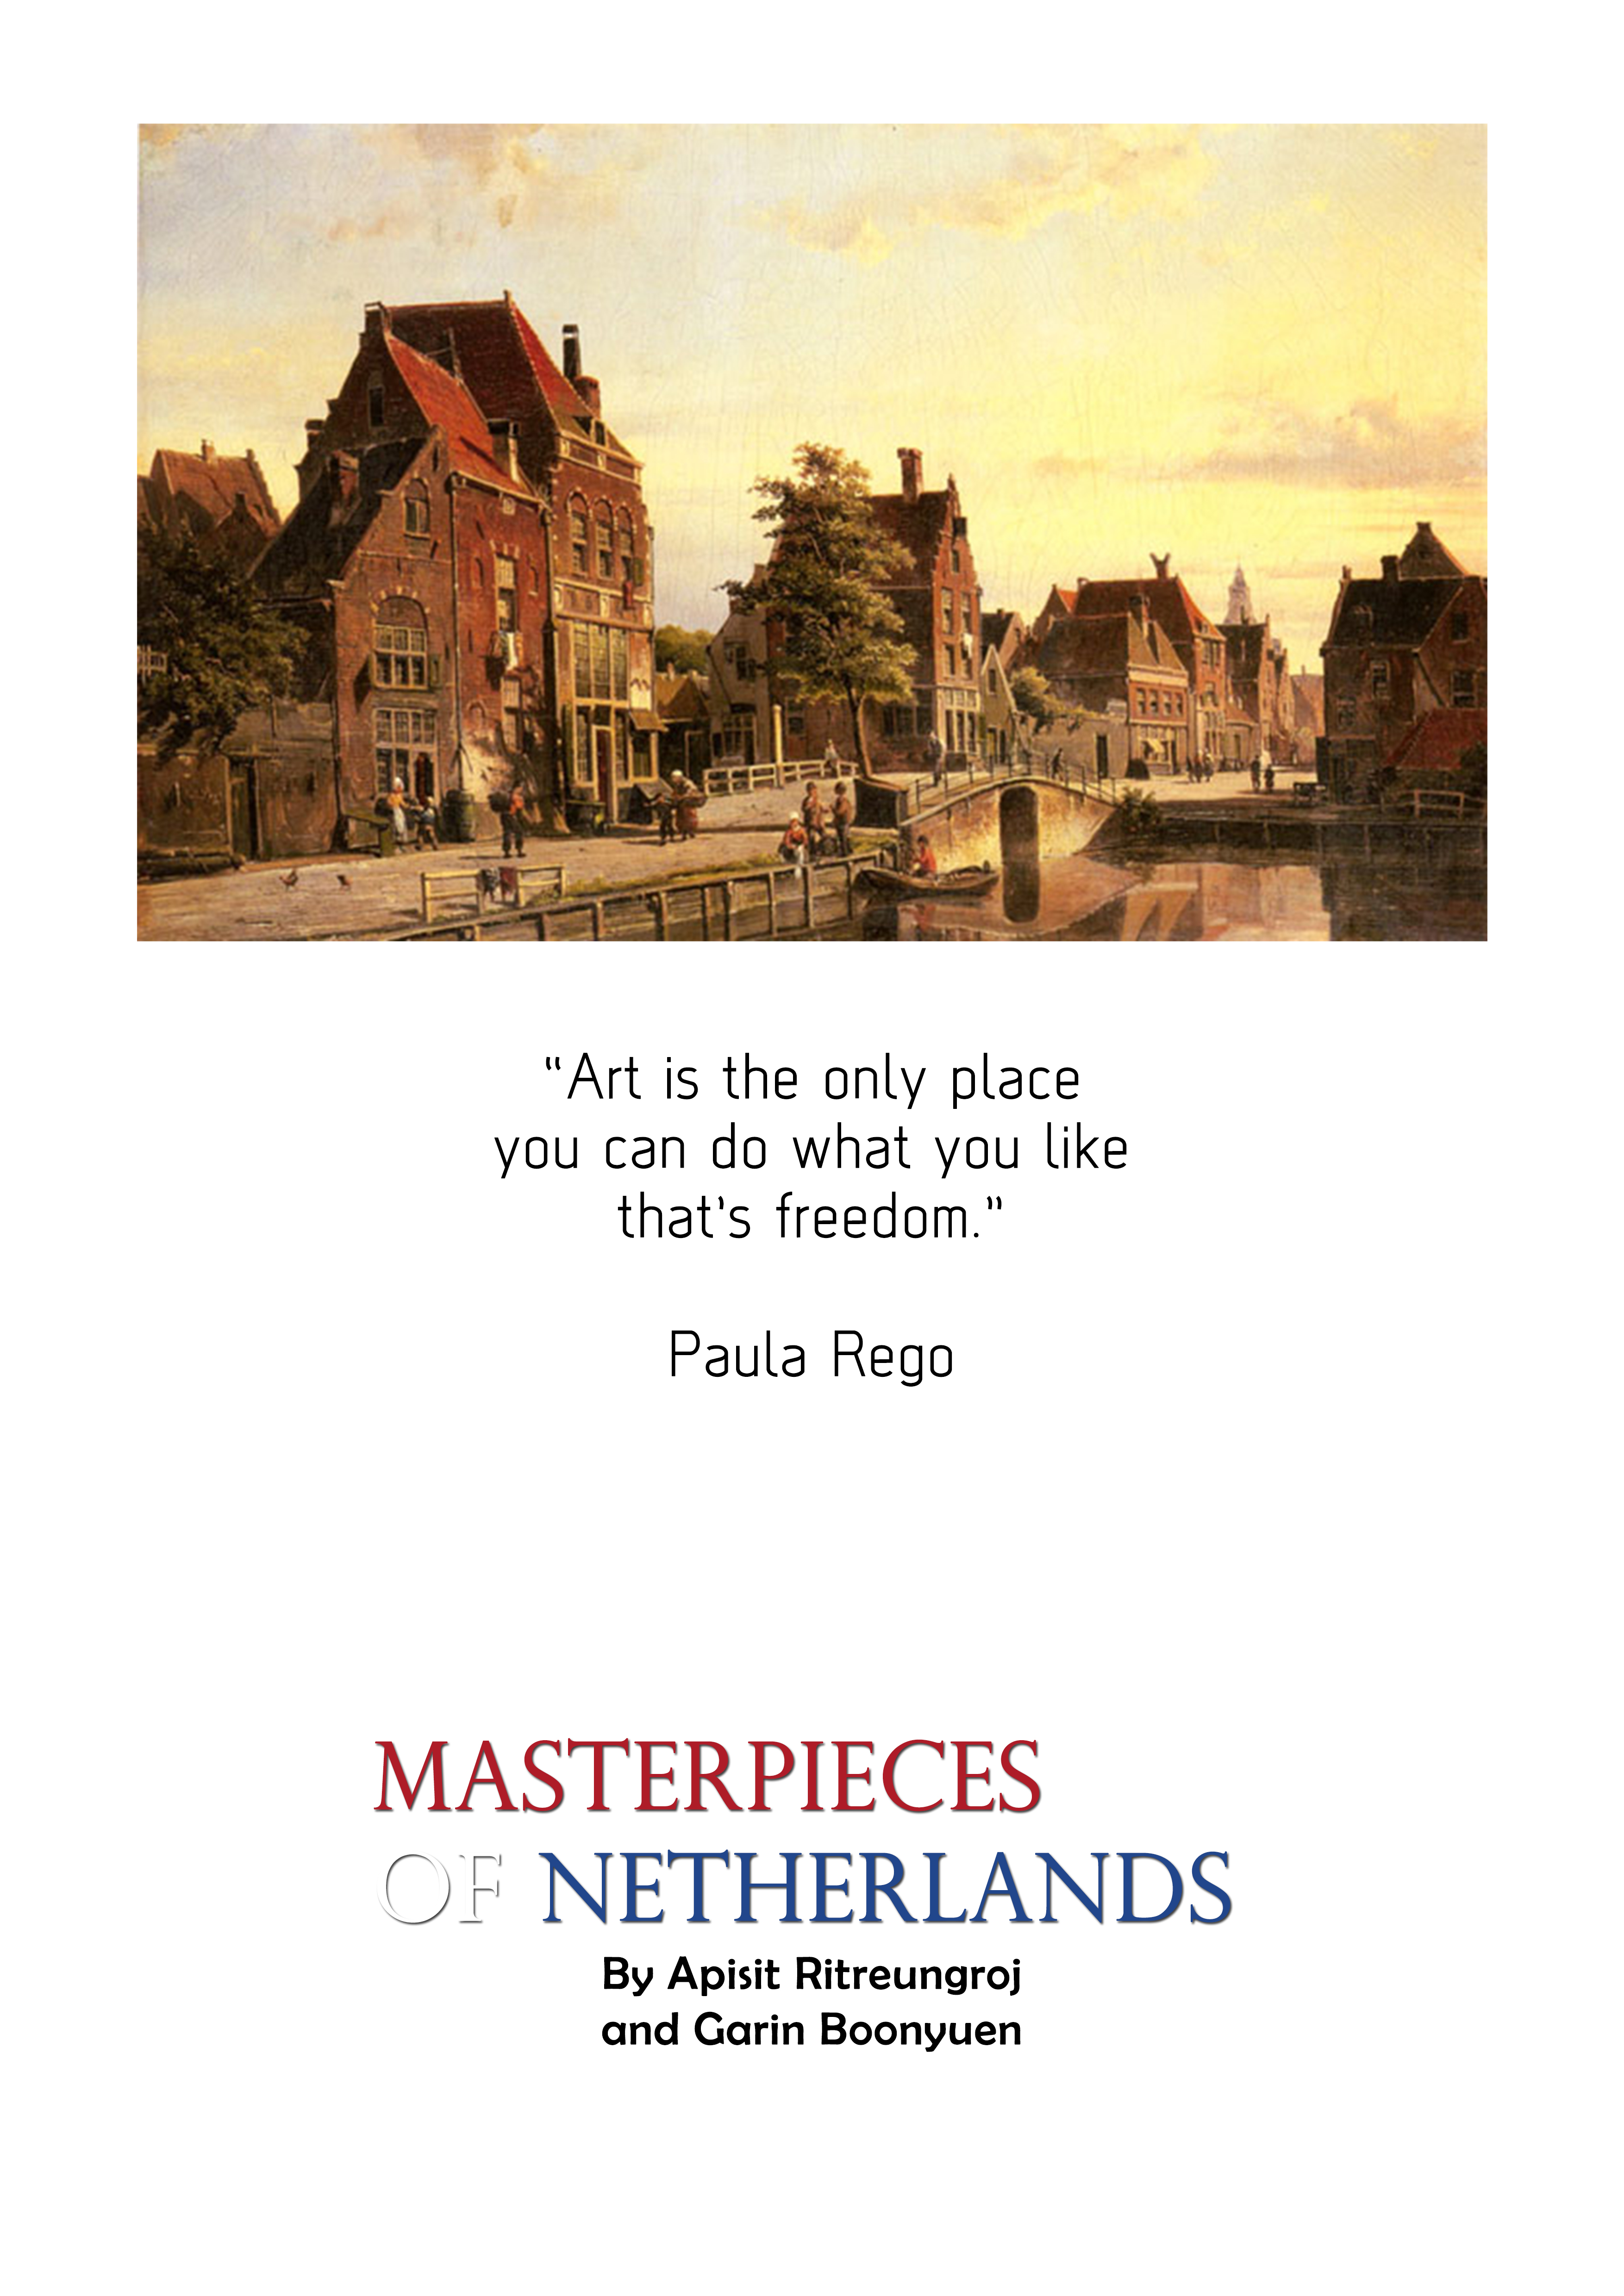 “Art is the only place
you can do what you like
that's freedom.”
Paula Rego
MASTERPIECES
OF NETHERLANDS
By Apisit Ritreungroj
and Garin Boonyuen